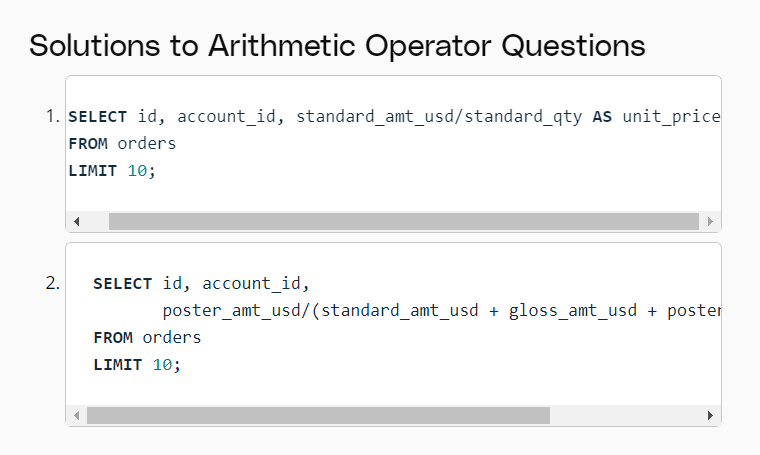 Solutions to Arithmetic Operator Questions
1. SELECT id, account_id, standard_amt_usd/standard_qty AS unit_price
FROM orders
LIMIT 10;
2. SELECT id, account_id,
poster_amt_usd/(standard_amt_usd + gloss_amt_usd + poster
FROM orders
LIMIT 10;